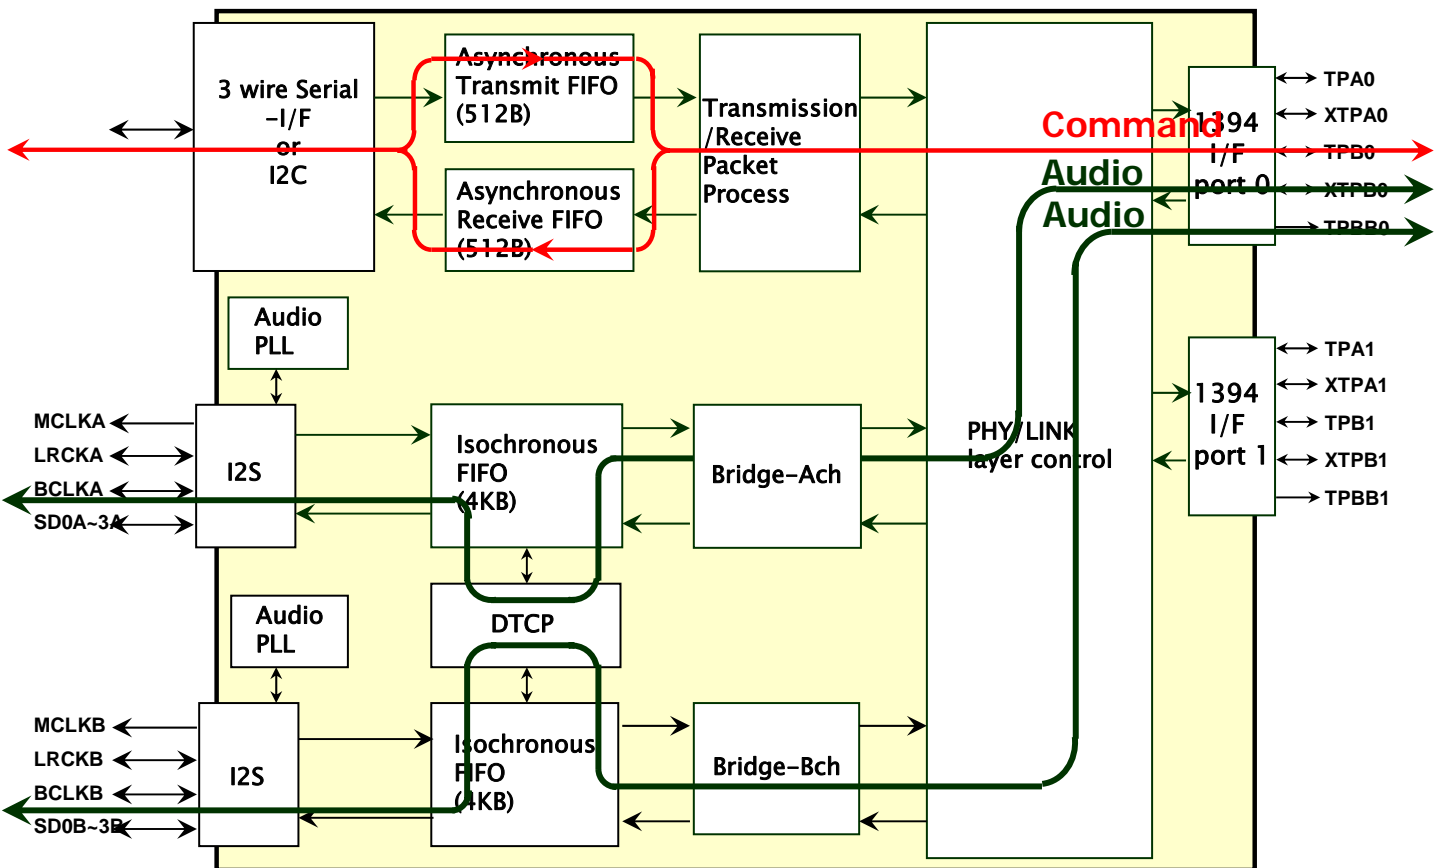 3 wire Serial
-I/F
or
I2C
Asynchronous
Transmit FIFO
(512B)
Asynchronous
Receive FIFO
(512B)
Transmission
/Receive
Packet
Process
Command
Audio
Audio
1394
I/F
port 0
TPA0
XTPA0
TPB0
XTPB0
TPBB0
Audio
PLL
MCLKA
LRCKA
BCLKA
SD0A~3A
I2S
Isochronous
FIFO
(4KB)
Bridge-Ach
PHY/LINK
layer control
1394
I/F
port 1
TPA1
XTPA1
TPB1
XTPB1
TPBB1
DTCP
Audio
PLL
MCLKB
LRCKB
BCLKB
SD0B~3B
I2S
Isochronous
FIFO
(4KB)
Bridge-Bch